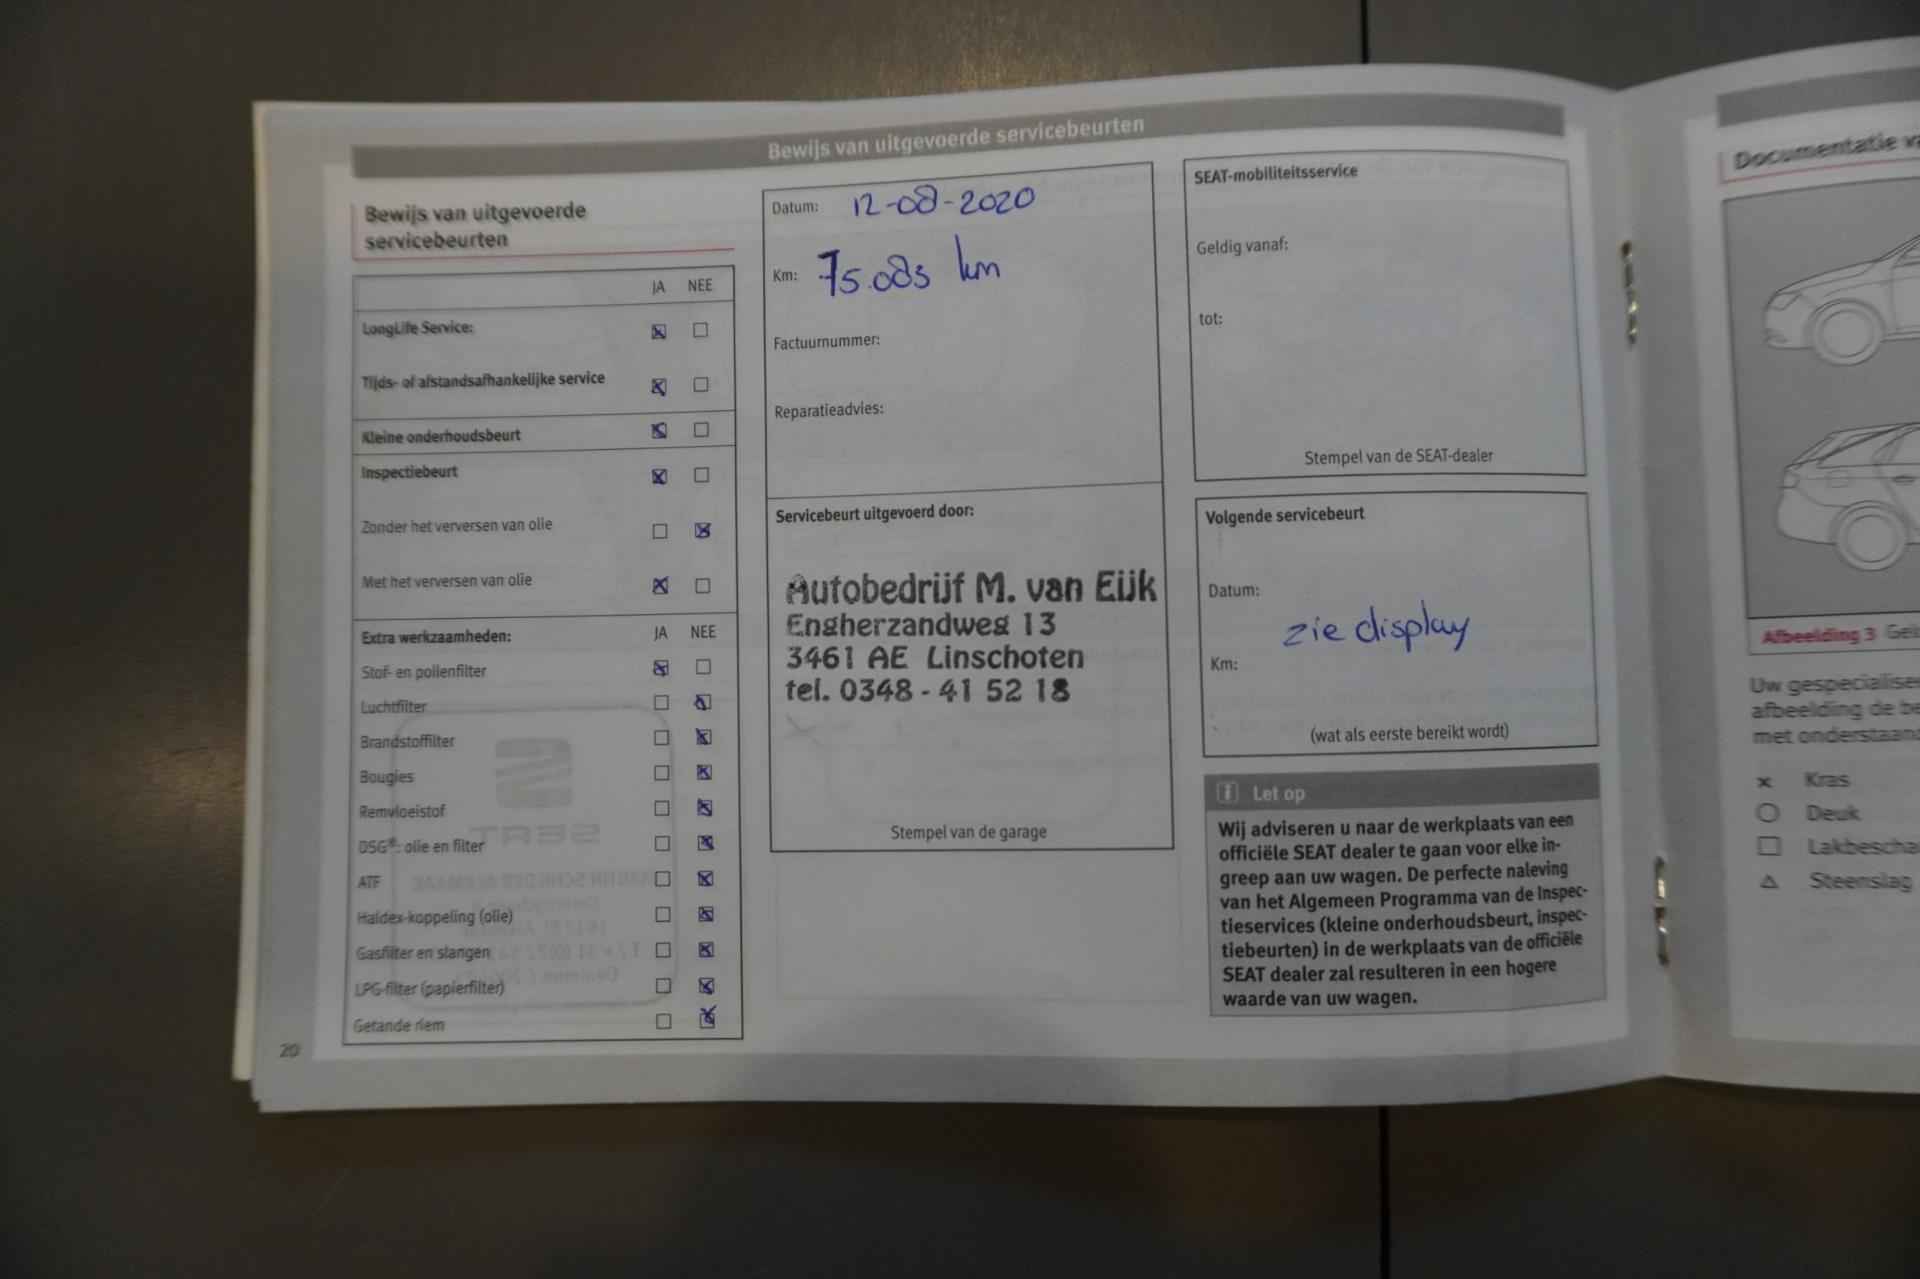 Bewijs van uitgevoerde servicebeurten
Bewijs van uitgevoerde
servicebeurten
JA NEE
LongLife Service:
Tijds- of afstandsafhankelijke service
Kleine onderhoudsbeurt
Inspectiebeurt
Zonder het verversen van olie
Met het verversen van olie
Extra werkzaamheden: JA NEE
Stof- en pollenfilter
Luchtfilter
Brandstoffilter
Bougies
Remvloeistof
DSG®: olie en filter
ATF
Haldex-koppeling (olie)
Gasfilter en slangen
LPG-filter (papierfilter)
Getande riem
20
Datum: 12-08-2020
Km: 75.083 km
Factuurnummer:
Reparatieadvies:
Servicebeurt uitgevoerd door:
Autobedrijf M. van Eijk
Engherzandweg 13
3461 AE Linschoten
tel. 0348 - 41 52 18
Stempel van de garage
SEAT-mobiliteitsservice
Geldig vanaf:
tot:
Stempel van de SEAT-dealer
Volgende servicebeurt
Datum:
zie display
Km:
(wat als eerste bereikt wordt)
Let op
Wij adviseren u naar de werkplaats van een
officiële SEAT dealer te gaan voor elke in-
greep aan uw wagen. De perfecte naleving
van het Algemeen Programma van de Inspec-
tieservices (kleine onderhoudsbeurt, inspec-
tiebeurten) in de werkplaats van de officiële
SEAT dealer zal resulteren in een hogere
waarde van uw wagen.
Documentatie
Afbeelding 3
Uw
afbeelding de
met
Kras
Deuk
Steenslag